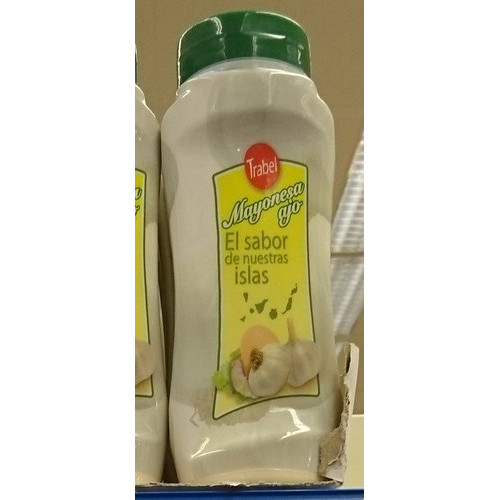 Trabel
Mayonesa
ajo
El sabor
de nuestras
islas